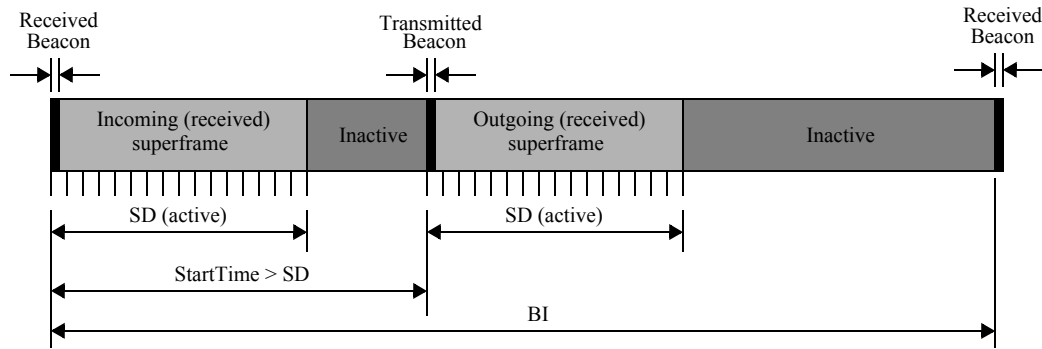 Received
Beacon
Transmitted
Beacon
Received
Beacon
Incoming (received)
superframe
Inactive
Outgoing (received)
superframe
Inactive
SD (active)
SD (active)
StartTime > SD
BI